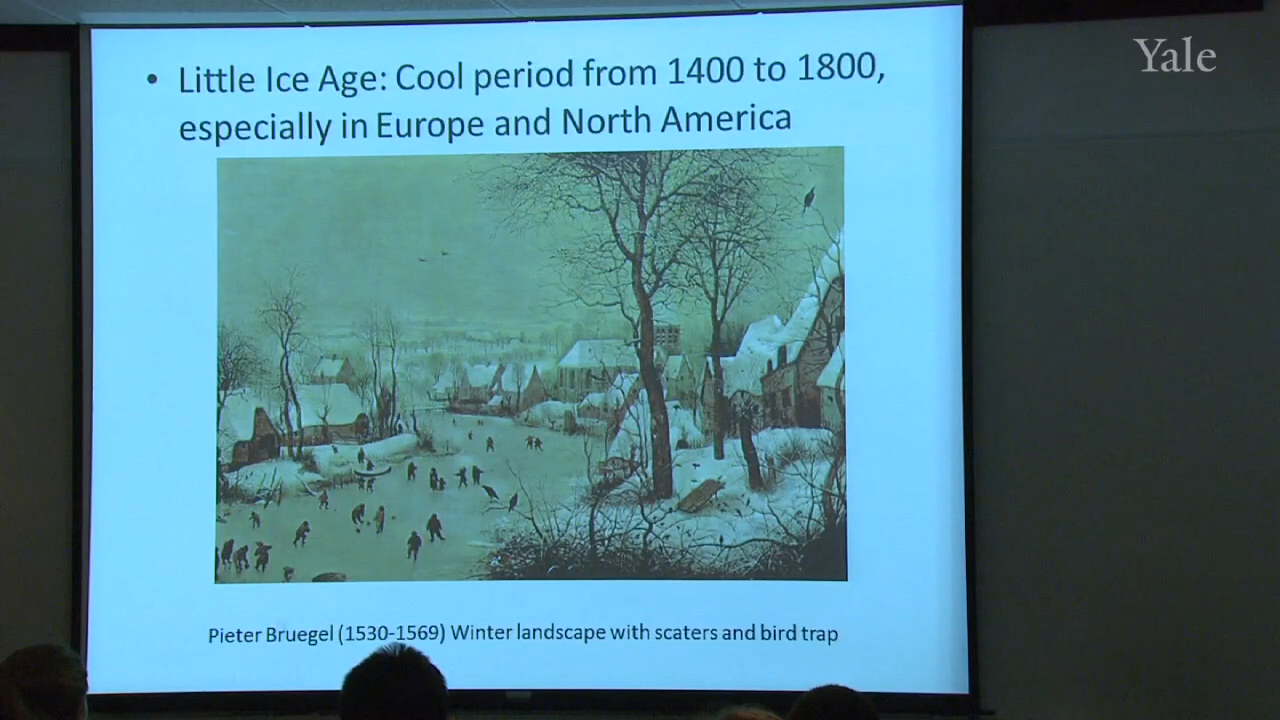 Yale
• Little Ice Age: Cool period from 1400 to 1800,
especially in Europe and North America
Pieter Bruegel (1530-1569) Winter landscape with scaters and bird trap